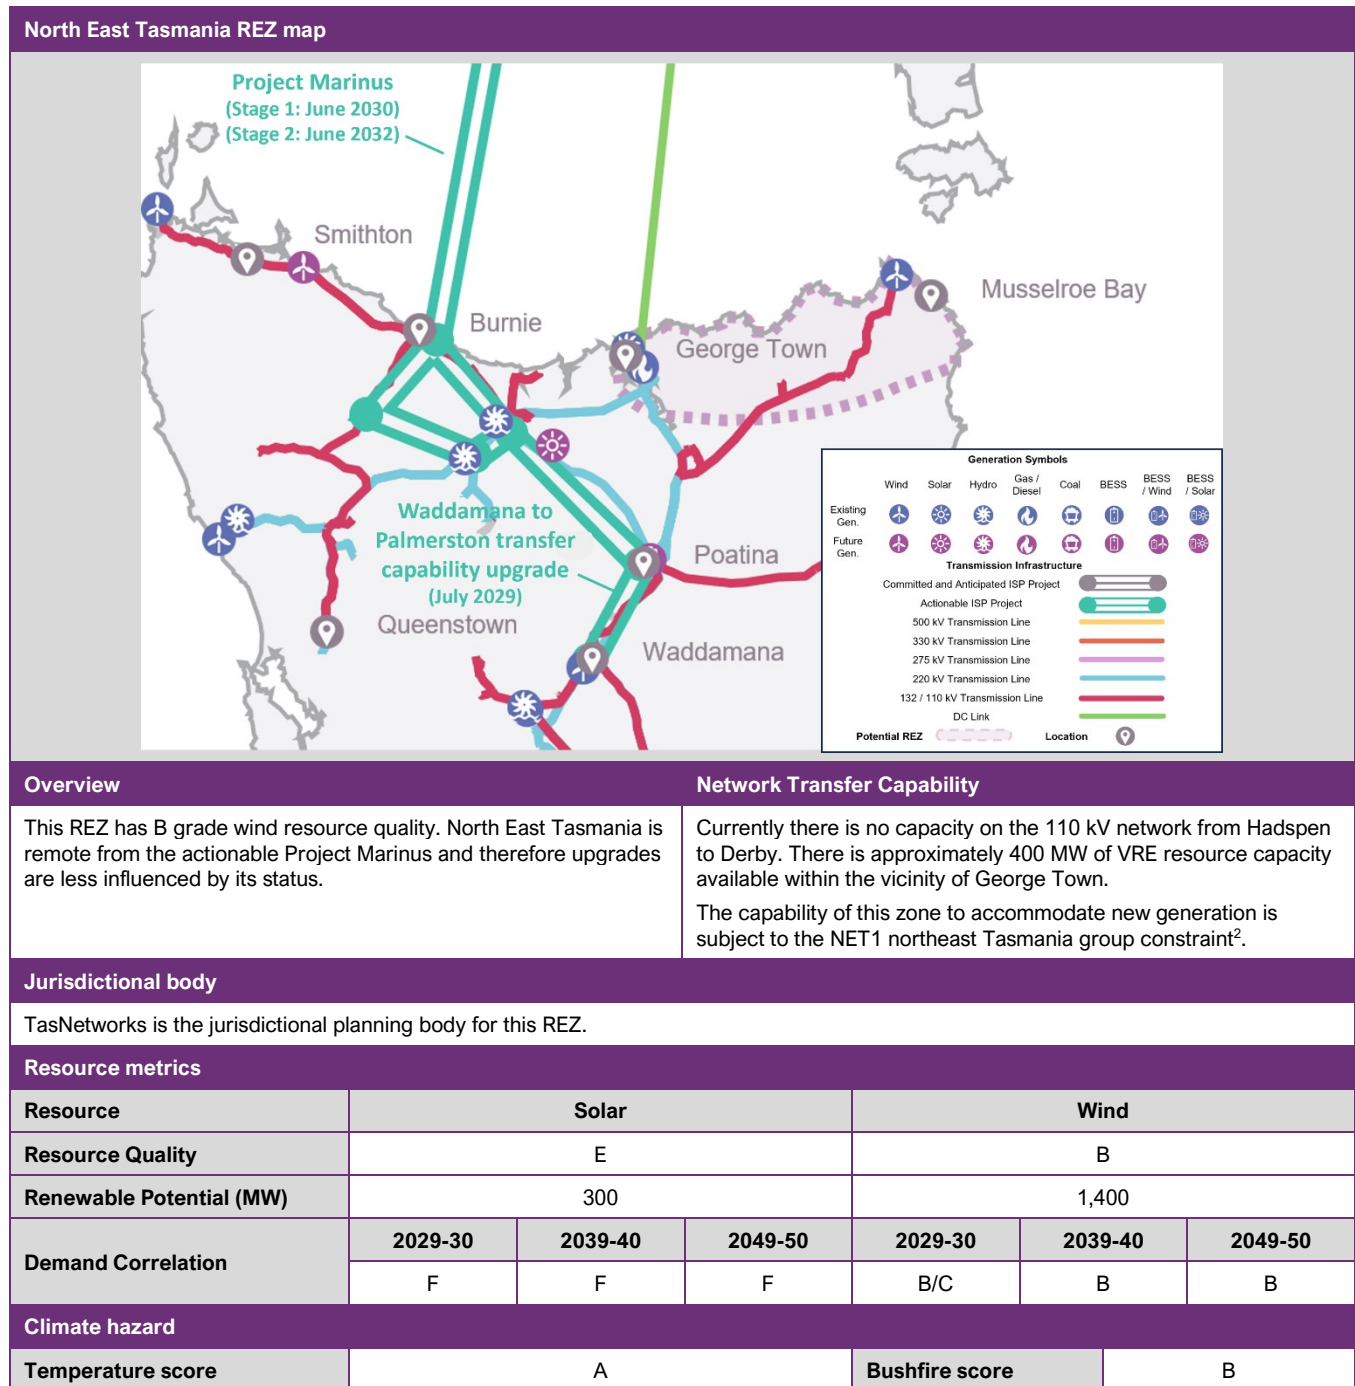 North East Tasmania REZ map
Project Marinus
(Stage 1: June 2030)
(Stage 2: June 2032)
Smithton
Burnie
George Town
Musselroe Bay
Waddamana to
Palmerston transfer
capability upgrade
(July 2029)
Poatina
Queenstown
Waddamana
Generation Symbols
Wind Solar Hydro Gas / Diesel Coal BESS BESS / Wind BESS / Solar
Existing Gen.
Future Gen.
Transmission Infrastructure
Committed and Anticipated ISP Project
Actionable ISP Project
500 kV Transmission Line
330 kV Transmission Line
275 kV Transmission Line
220 kV Transmission Line
132 / 110 kV Transmission Line
DC Link
Potential REZ Location
Overview
This REZ has B grade wind resource quality. North East Tasmania is
remote from the actionable Project Marinus and therefore upgrades
are less influenced by its status.
Network Transfer Capability
Currently there is no capacity on the 110 kV network from Hadspen
to Derby. There is approximately 400 MW of VRE resource capacity
available within the vicinity of George Town.
The capability of this zone to accommodate new generation is
subject to the NET1 northeast Tasmania group constraint².
Jurisdictional body
TasNetworks is the jurisdictional planning body for this REZ.
Resource metrics
Resource Solar Wind
Resource Quality E B
Renewable Potential (MW) 300 1,400
Demand Correlation 2029-30 2039-40 2049-50 2029-30 2039-40 2049-50
F F F B/C B B
Climate hazard
Temperature score A Bushfire score B